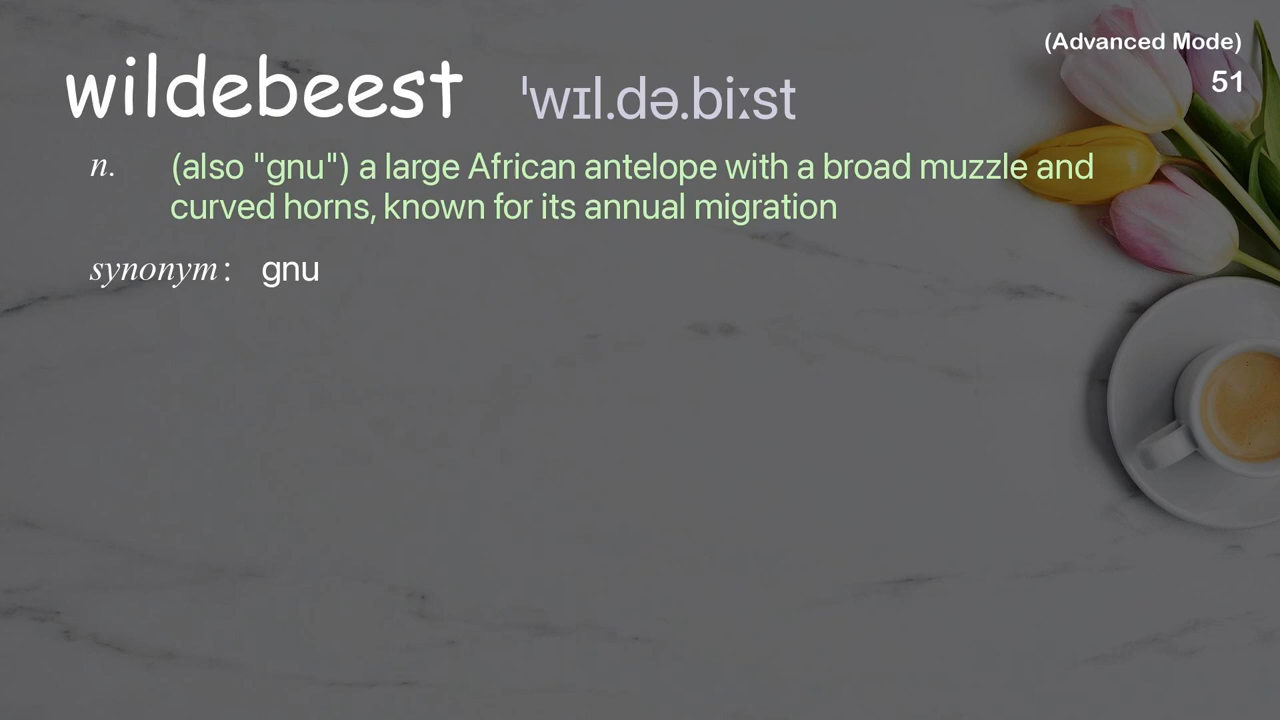 (Advanced Mode)
wildebeest ˈwɪl.də.biːst 51
n. (also "gnu") a large African antelope with a broad muzzle and
curved horns, known for its annual migration
synonym: gnu